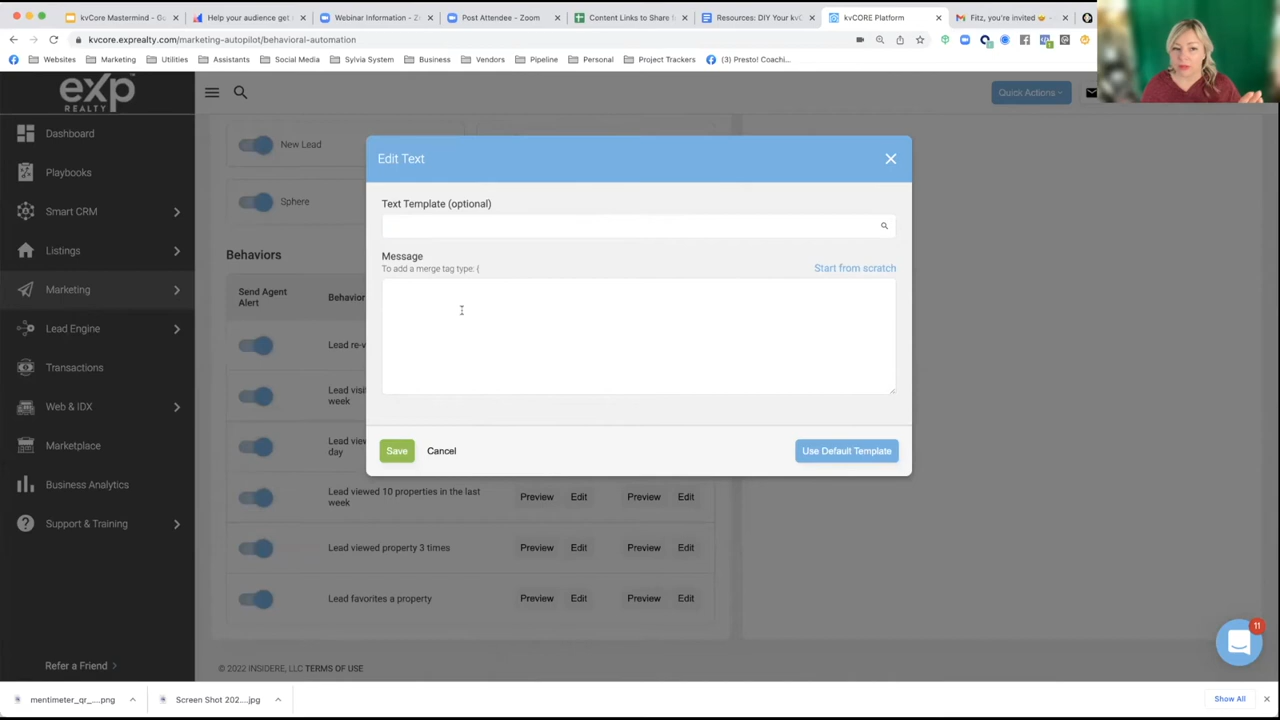 kvCore Mastermind - Go
Help your audience get
Webinar Information - Z
Post Attendee - Zoom
Content Links to Share f
Resources: DIY Your kvC
kvCORE Platform
Fitz, you're invited
kvcore.exprealty.com/marketing-autopilot/behavioral-automation
Websites
Marketing
Utilities
Assistants
Social Media
Sylvia System
Business
Vendors
Pipeline
Personal
Project Trackers
(3) Presto! Coachi...
exp
REALTY
Quick Actions
Dashboard
Playbooks
Smart CRM
Listings
Marketing
Lead Engine
Transactions
Web & IDX
Marketplace
Business Analytics
Support & Training
Refer a Friend
New Lead
Sphere
Behaviors
Send Agent
Alert
Behavior
Lead re-v
Lead visi
week
Lead view
day
Lead viewed 10 properties in the last
week
Preview
Edit
Preview
Edit
Lead viewed property 3 times
Preview
Edit
Preview
Edit
Lead favorites a property
Preview
Edit
Preview
Edit
Edit Text
Text Template (optional)
Message
To add a merge tag type: {
Start from scratch
Save
Cancel
Use Default Template
11
© 2022 INSIDERE, LLC TERMS OF USE
mentimeter_qr_....png
Screen Shot 202....jpg
Show All